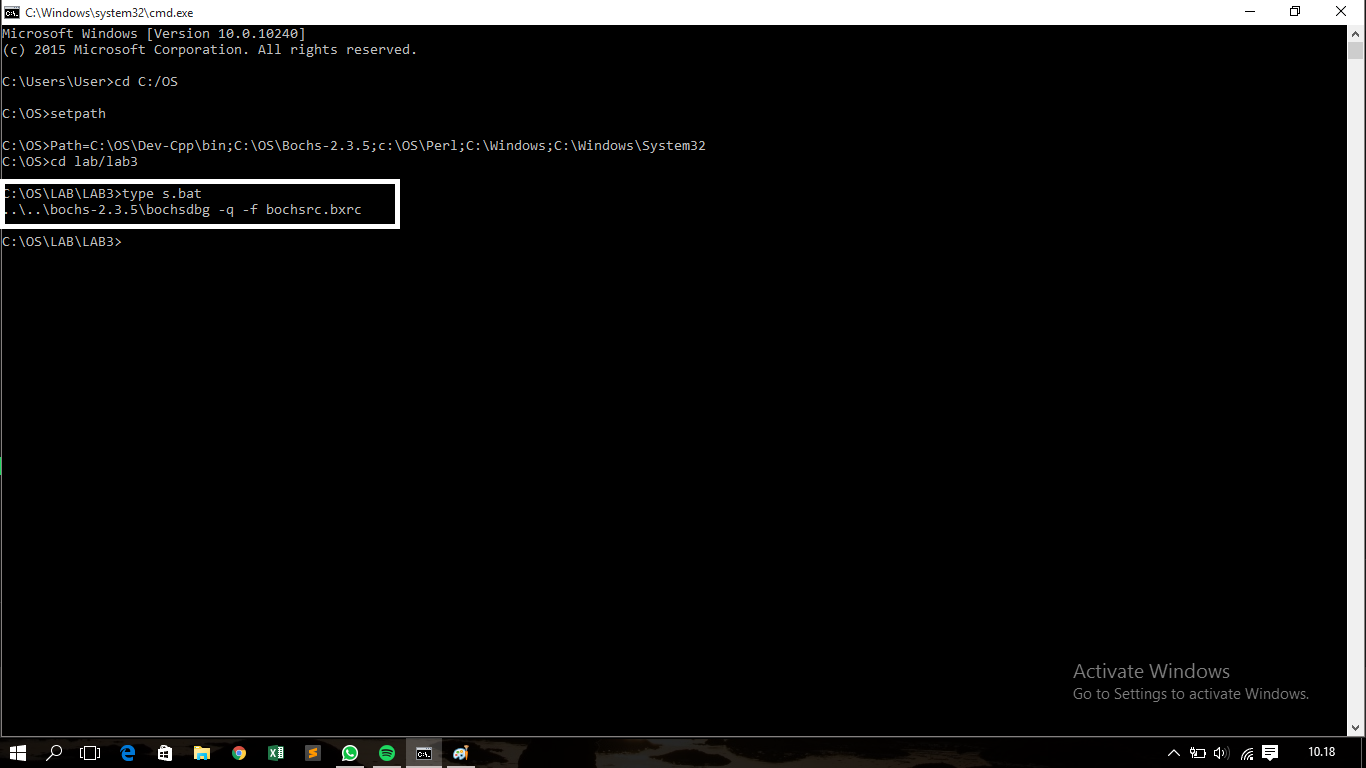 C:\Windows\system32\cmd.exe
Microsoft Windows [Version 10.0.10240]
(c) 2015 Microsoft Corporation. All rights reserved.
C:\Users\User>cd C:/OS
C:\OS>setpath
C:\OS>Path=C:\OS\Dev-Cpp\bin;C:\OS\Bochs-2.3.5;c:\OS\Perl;C:\Windows;C:\Windows\System32
C:\OS>cd lab/lab3
C:\OS\LAB\LAB3>type s.bat
..\..\bochs-2.3.5\bochsdbg -q -f bochsrc.bxrc
C:\OS\LAB\LAB3>
Activate Windows
Go to Settings to activate Windows.
10.18